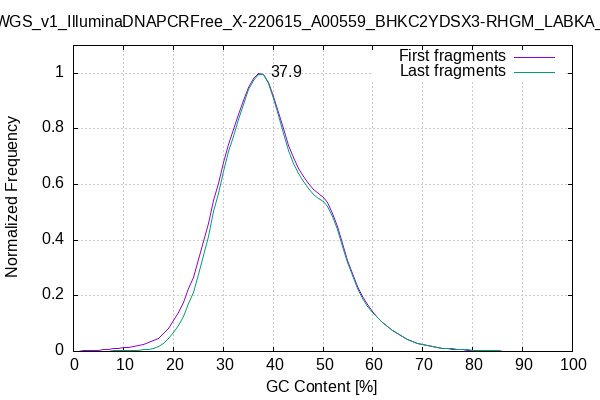 WGS_v1_IlluminaDNAPCRFree_X-220615_A00559_BHKC2YDSX3-RHGM_LABKA_
First fragments
Last fragments
37.9
1
0.8
0.6
0.4
0.2
0
Normalized Frequency
0 10 20 30 40 50 60 70 80 90 100
GC Content [%]